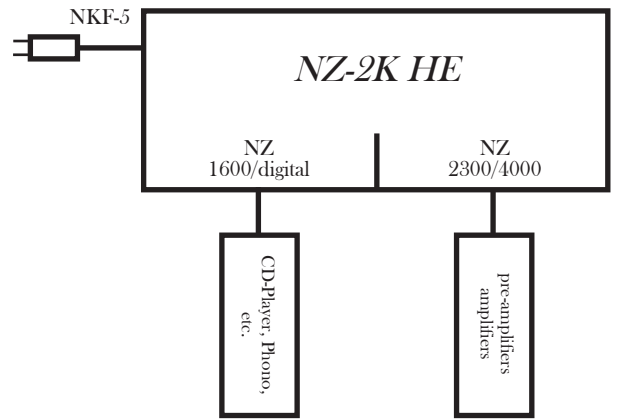 NKF-5
NZ-2K HE
NZ
1600/digital
NZ
2300/4000
CD-Player, Phono,
etc.
pre-amplifiers
amplifiers